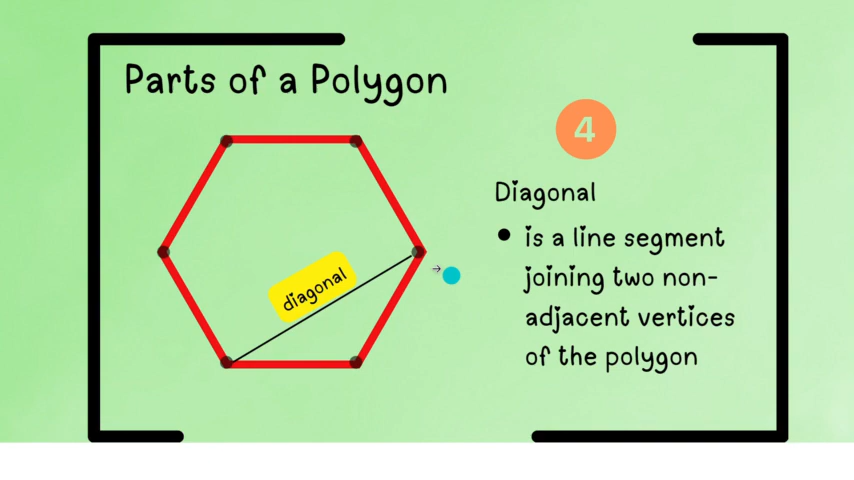 Parts of a Polygon
4
Diagonal
is a line segment
joining two non-
adjacent vertices
of the polygon
diagonal